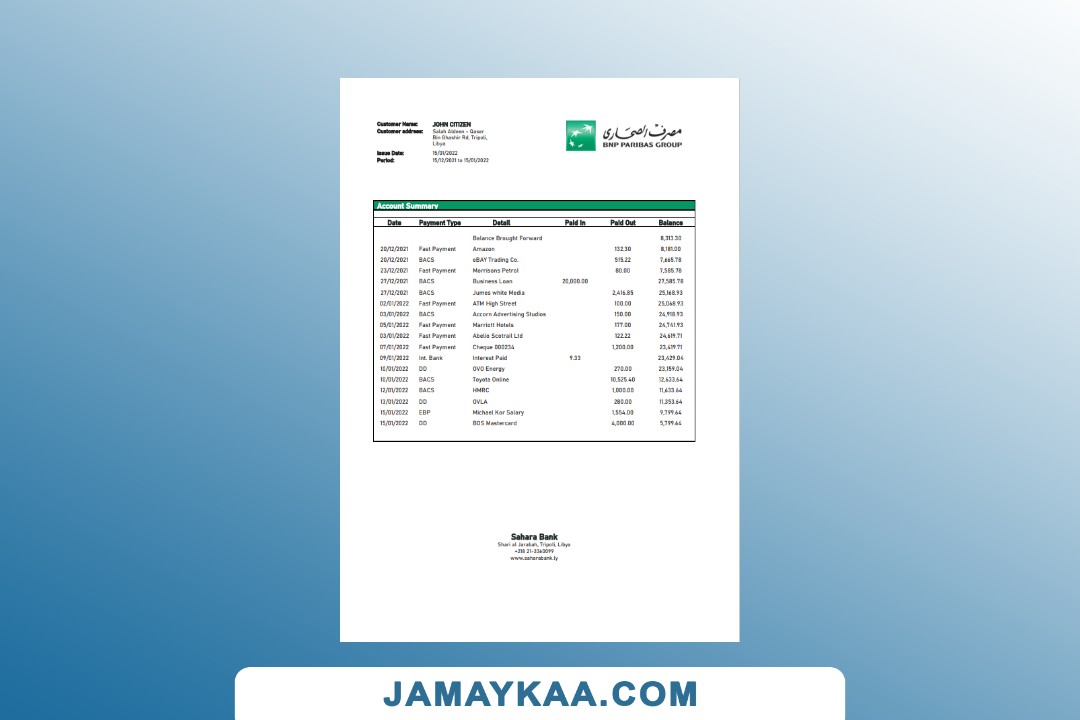 Customer Name: JOHN CITIZEN
Customer address: Salah Aldeen - Qaser
Bin Ghashir Rd, Tripoli,
Libya
Issue Date: 15/01/2022
Period: 15/12/2021 to 15/01/2022
مصرف الصحاري
BNP PARIBAS GROUP
Account Summary
Date Payment Type Detail Paid In Paid Out Balance
Balance Brought Forward 8,313.30
20/12/2021 Fast Payment Amazon 132.30 8,181.00
20/12/2021 BACS eBAY Trading Co. 515.22 7,665.78
23/12/2021 Fast Payment Morrisons Petrol 80.00 7,585.78
27/12/2021 BACS Business Loan 20,000.00 27,585.78
27/12/2021 BACS Jumes white Media 2,416.85 25,168.93
02/01/2022 Fast Payment ATM High Street 100.00 25,068.93
03/01/2022 BACS Accorn Advertising Studios 150.00 24,918.93
05/01/2022 Fast Payment Marriott Hotels 177.00 24,741.93
03/01/2022 Fast Payment Abelio Scotrail Ltd 122.22 24,619.71
07/01/2022 Fast Payment Cheque 000234 1,200.00 23,419.71
09/01/2022 Int. Bank Interest Paid 9.33 23,429.04
10/01/2022 DD OVO Energy 270.00 23,159.04
10/01/2022 BACS Toyota Online 10,525.40 12,633.64
12/01/2022 BACS HMRC 1,000.00 11,633.64
13/01/2022 DD OVLA 280.00 11,353.64
15/01/2022 EBP Michael Kor Salary 1,554.00 9,799.64
15/01/2022 DD BOS Mastercard 4,000.00 5,799.64
Sahara Bank
Shari al Jarabah, Tripoli, Libya
+218 21-3340099
www.saharabank.ly
JAMAYKAA.COM